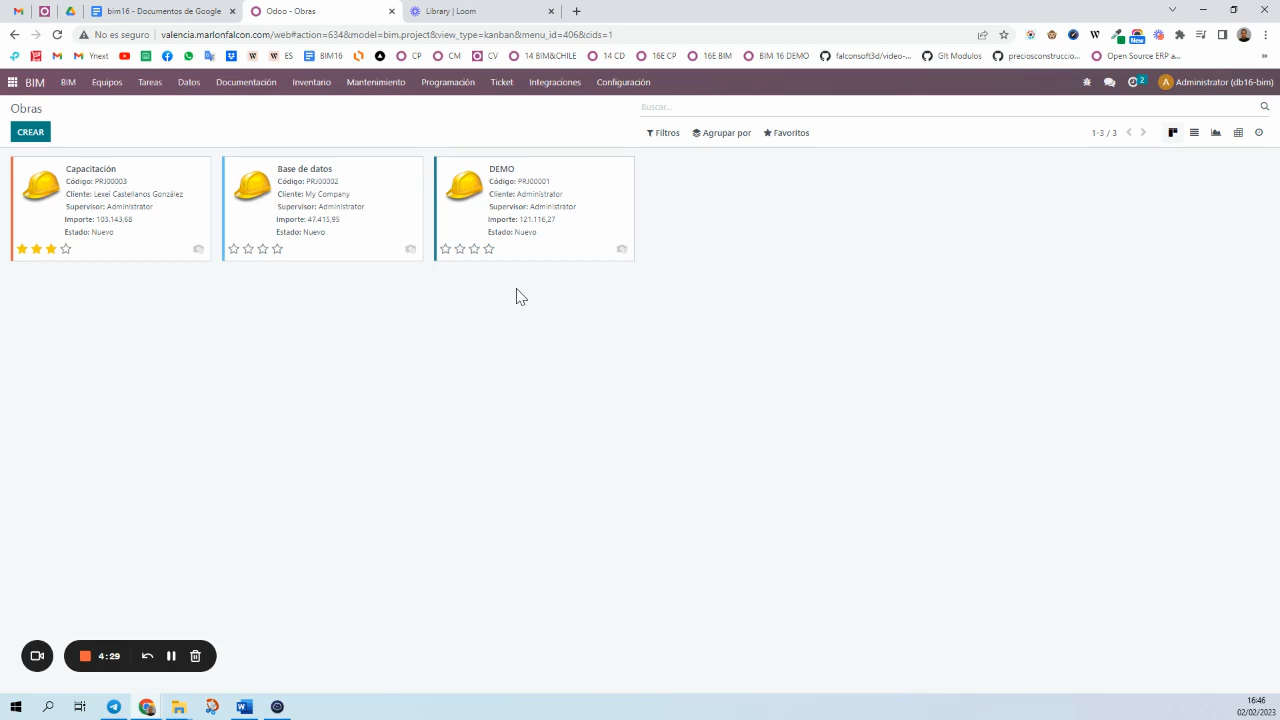 bim16 - Documentos de Google
Odoo - Obras
Library | Loom
No es seguro
valencia.marlonfalcon.com/web#action=634&model=bim.project&view_type=kanban&menu_id=406&cids=1
New
Ynext
BIM16
ES
CP
CM
CV
14 BIM&CHILE
14 CD
16E CP
16E BIM
BIM 16 DEMO
falconsoft3d/video-...
GIt Modulos
preciosconstruccio...
Open Source ERP a...
BIM
BIM
Equipos
Tareas
Datos
Documentación
Inventario
Mantenimiento
Programación
Ticket
Integraciones
Configuración
2
A
Administrator (db16-bim)
Obras
Buscar...
CREAR
Filtros
Agrupar por
Favoritos
1-3 / 3
Capacitación
Código: PRJ00003
Cliente: Lexel Castellanos González
Supervisor: Administrator
Importe: 103.143,68
Estado: Nuevo
Base de datos
Código: PRJ00002
Cliente: My Company
Supervisor: Administrator
Importe: 47.415,95
Estado: Nuevo
DEMO
Código: PRJ00001
Cliente: Administrator
Supervisor: Administrator
Importe: 121.116,27
Estado: Nuevo
4:29
16:46
02/02/2023